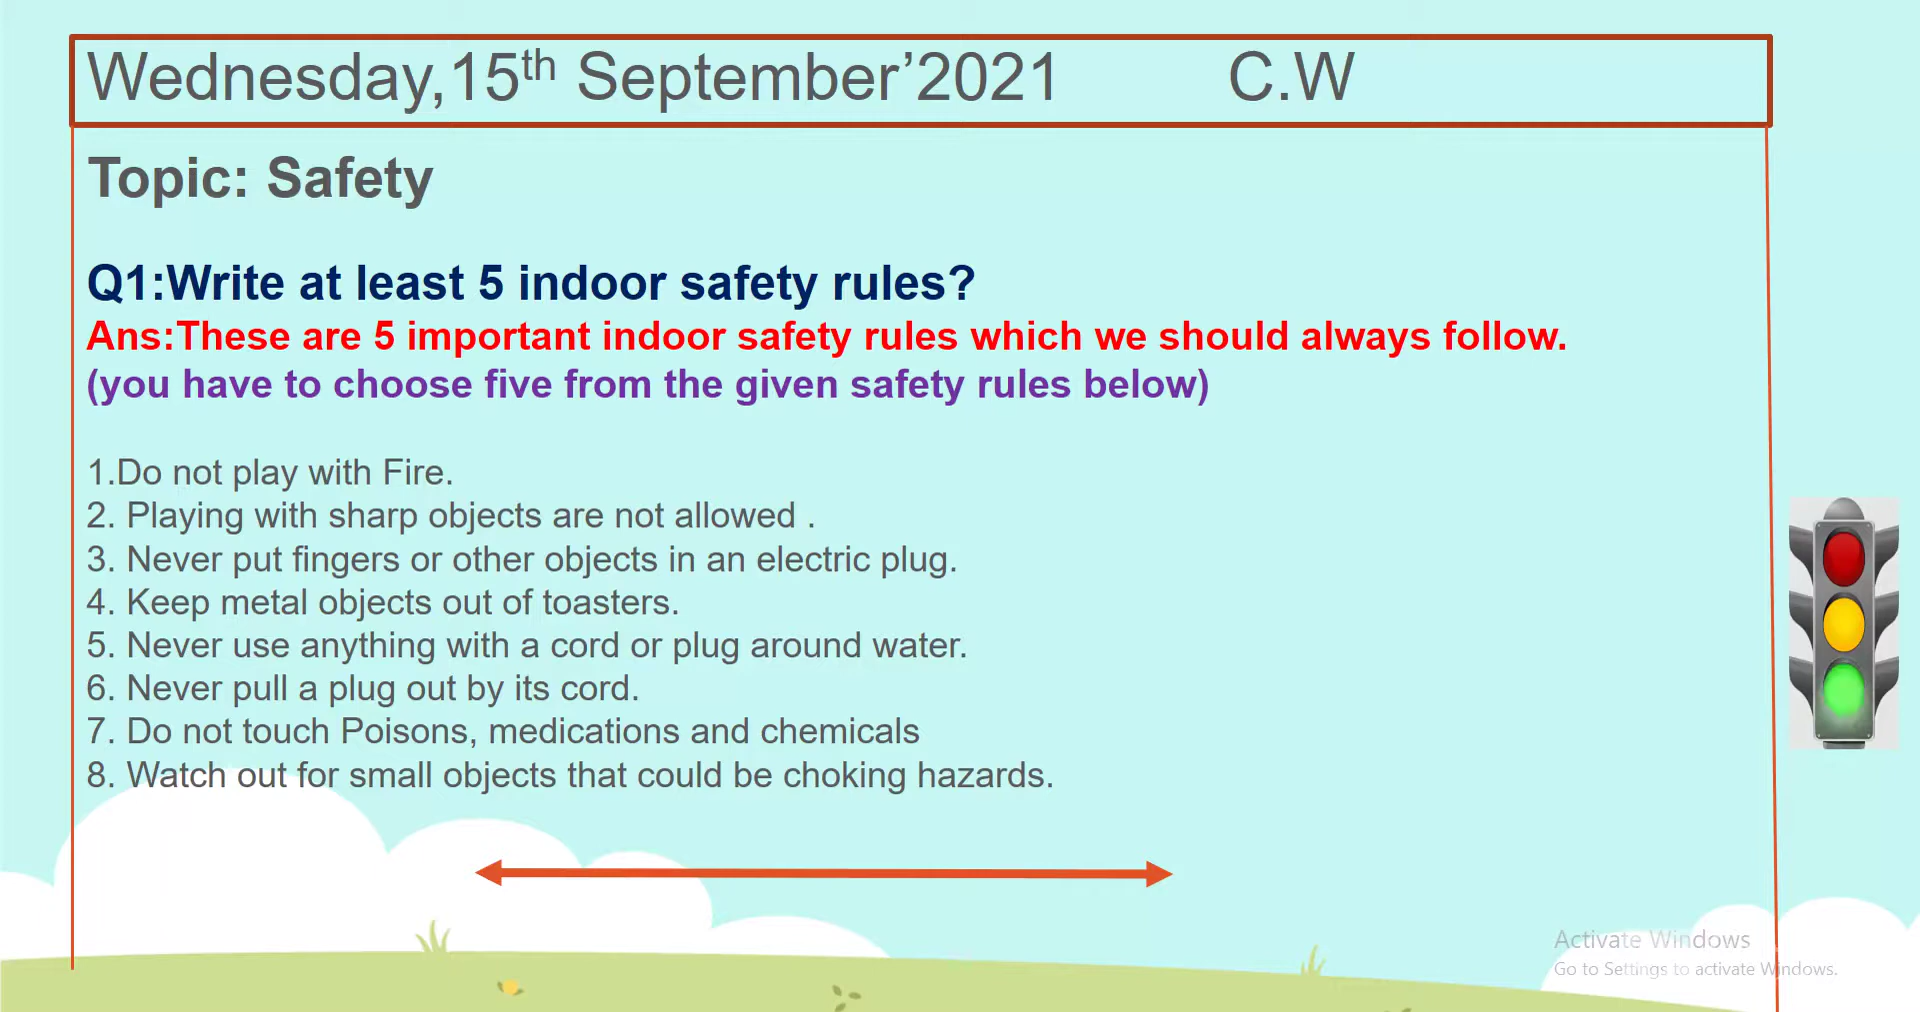 Wednesday,15th September’2021 C.W
Topic: Safety
Q1:Write at least 5 indoor safety rules?
Ans:These are 5 important indoor safety rules which we should always follow.
(you have to choose five from the given safety rules below)
1.Do not play with Fire.
2. Playing with sharp objects are not allowed .
3. Never put fingers or other objects in an electric plug.
4. Keep metal objects out of toasters.
5. Never use anything with a cord or plug around water.
6. Never pull a plug out by its cord.
7. Do not touch Poisons, medications and chemicals
8. Watch out for small objects that could be choking hazards.
Activate Windows
Go to Settings to activate Windows.